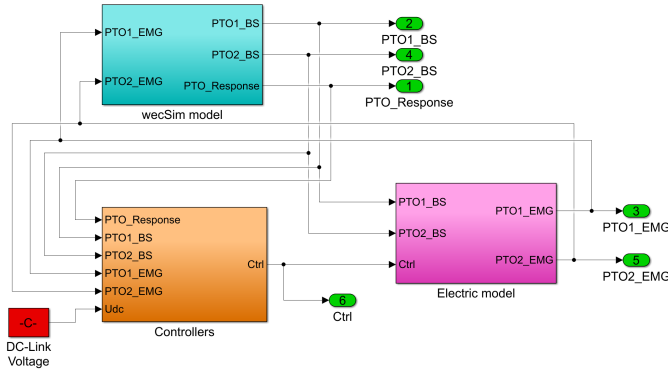 PTO1_EMG
PTO2_EMG
PTO1_BS
PTO2_BS
PTO_Response
wecSim model
2
PTO1_BS
4
PTO2_BS
1
PTO_Response
PTO_Response
PTO1_BS
PTO2_BS
PTO1_EMG
PTO2_EMG
Udc
Ctrl
Controllers
-C-
DC-Link
Voltage
6
Ctrl
PTO1_BS
PTO2_BS
Ctrl
PTO1_EMG
PTO2_EMG
Electric model
3
PTO1_EMG
5
PTO2_EMG